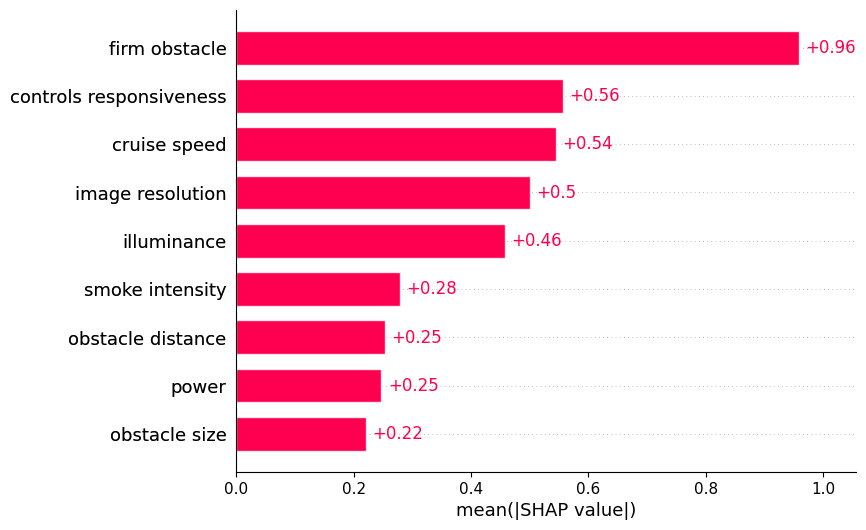 firm obstacle +0.96
controls responsiveness +0.56
cruise speed +0.54
image resolution +0.5
illuminance +0.46
smoke intensity +0.28
obstacle distance +0.25
power +0.25
obstacle size +0.22
0.0 0.2 0.4 0.6 0.8 1.0
mean(|SHAP value|)